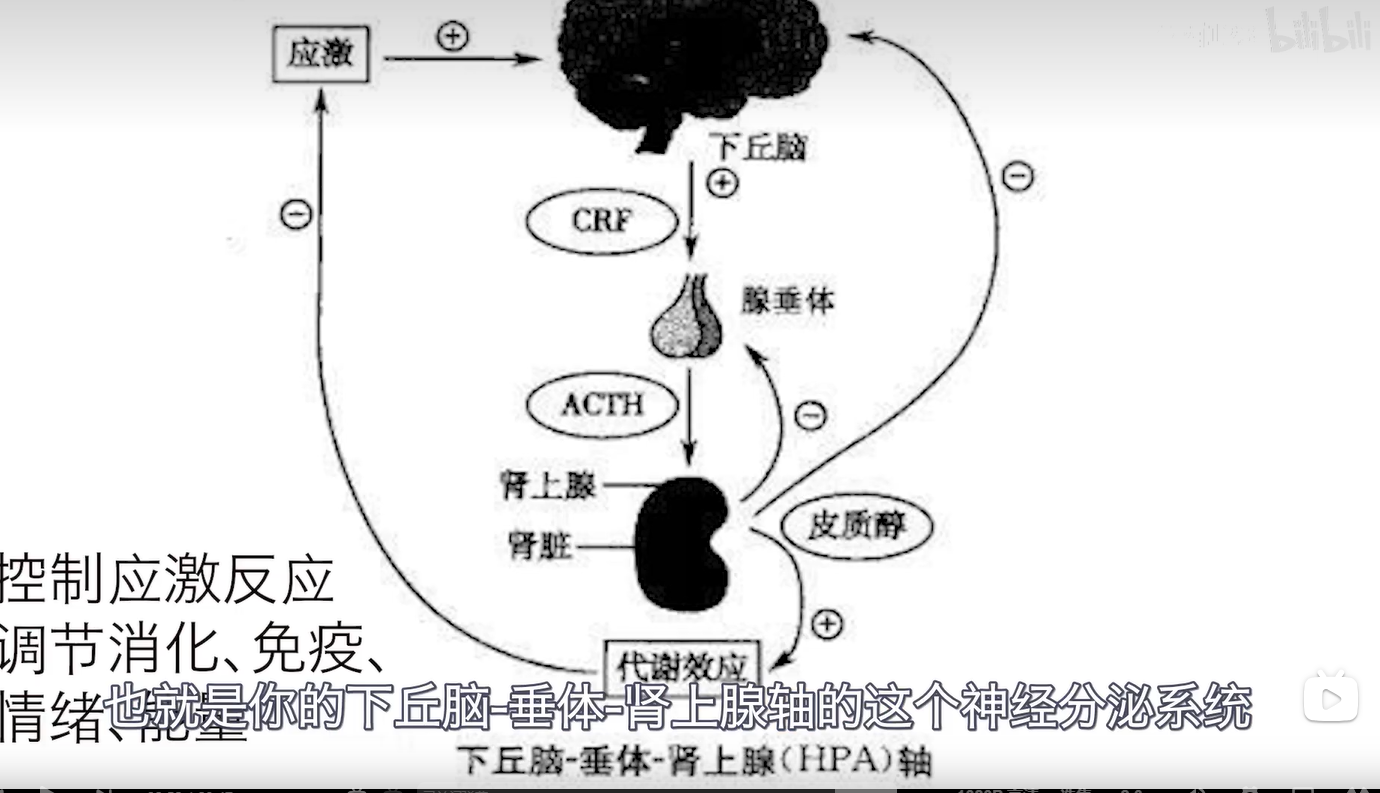 bilibili
应激
+
下丘脑
+
−
−
CRF
腺垂体
ACTH
−
肾上腺
皮质醇
肾脏
控制应激反应
+
调节消化、免疫、
代谢效应
情绪、能量
也就是你的下丘脑-垂体-肾上腺轴的这个神经分泌系统
下丘脑-垂体-肾上腺(HPA)轴